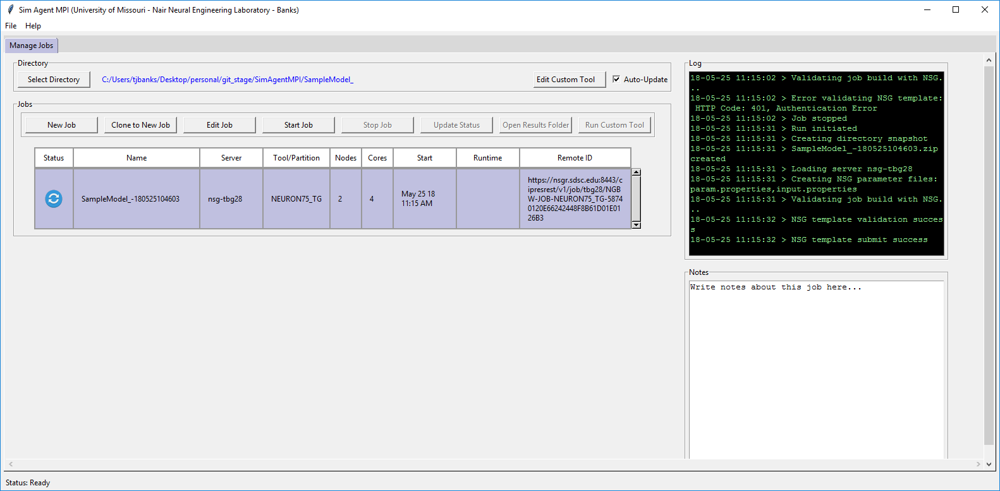 Sim Agent MPI (University of Missouri - Nair Neural Engineering Laboratory - Banks)
File Help
Manage Jobs
Directory
Select Directory C:/Users/tjbanks/Desktop/personal/git_stage/SimAgentMPI/SampleModel_ Edit Custom Tool Auto-Update
Jobs
New Job Clone to New Job Edit Job Start Job Stop Job Update Status Open Results Folder Run Custom Tool
Status Name Server Tool/Partition Nodes Cores Start Runtime Remote ID
SampleModel_-180525104603 nsg-tbg28 NEURON75_TG 2 4
May 25 18
11:15 AM
https://nsgr.sdsc.edu:8443/c
ipresrest/v1/job/tbg28/NGB
W-JOB-NEURON75_TG-5874
0120E66242448F8B61D01E01
26B3
Log
18-05-25 11:15:02 > Validating job build with NSG.
..
18-05-25 11:15:02 > Error validating NSG template:
HTTP Code: 401, Authentication Error
18-05-25 11:15:02 > Job stopped
18-05-25 11:15:31 > Run initiated
18-05-25 11:15:31 > Creating directory snapshot
18-05-25 11:15:31 > SampleModel_-180525104603.zip
created
18-05-25 11:15:31 > Loading server nsg-tbg28
18-05-25 11:15:31 > Creating NSG parameter files:
param.properties,input.properties
18-05-25 11:15:31 > Validating job build with NSG.
..
18-05-25 11:15:32 > NSG template validation succes
s
18-05-25 11:15:32 > NSG template submit success
Notes
Write notes about this job here...
Status: Ready